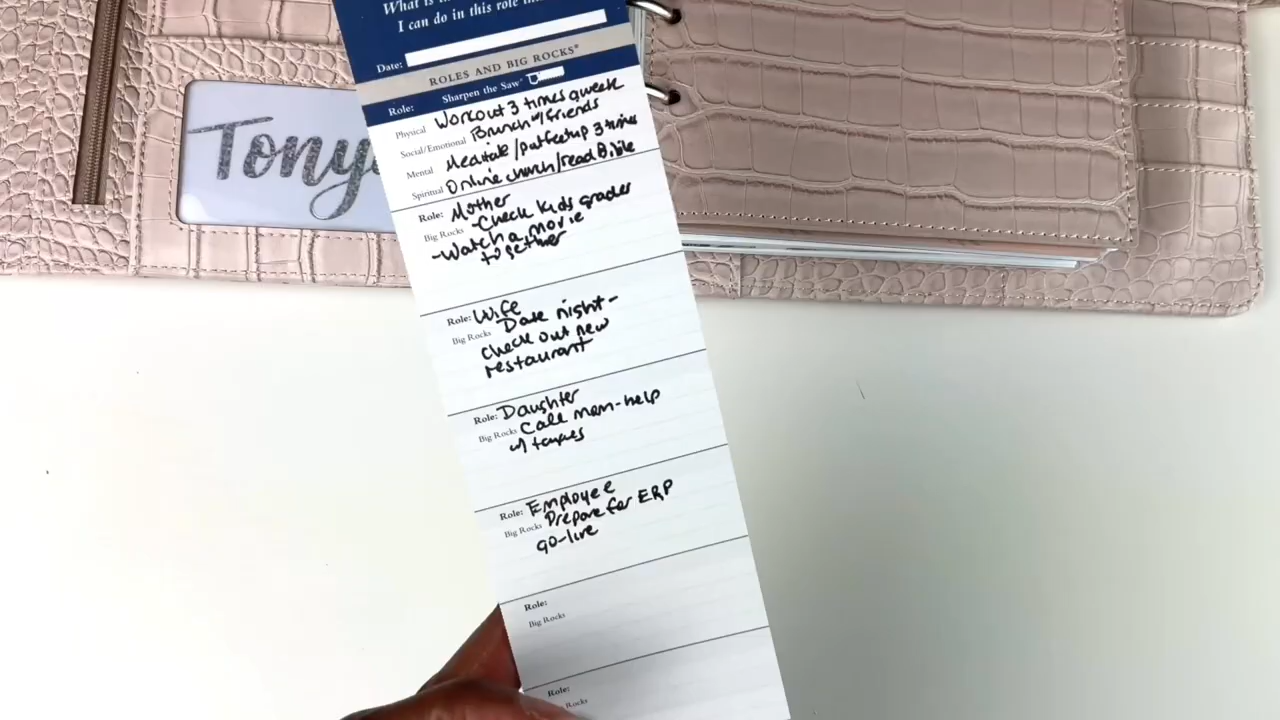 What is
I can do in this role
Date:
ROLES AND BIG ROCKS®
Role: Sharpen the Saw®
Physical Workout 3 times a week
Social/Emotional Brunch w/friends
Mental Meditate/ 3 times
Spiritual Online church/read Bible
Role: Mother
Big Rocks -Check kids grades
-Watch a movie
together
Role: Wife
Big Rocks Date night-
check out new
restaurant
Role: Daughter
Big Rocks Call mom-help
w/ taxes
Role: Employee
Big Rocks Prepare for ERP
go-live
Role:
Big Rocks
Role:
Rocks
Tonya